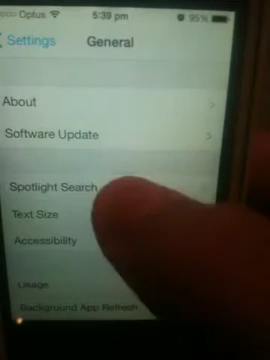 Optus 5:39 pm 95%
Settings General
About
Software Update
Spotlight Search
Text Size
Accessibility
Usage
Background App Refresh